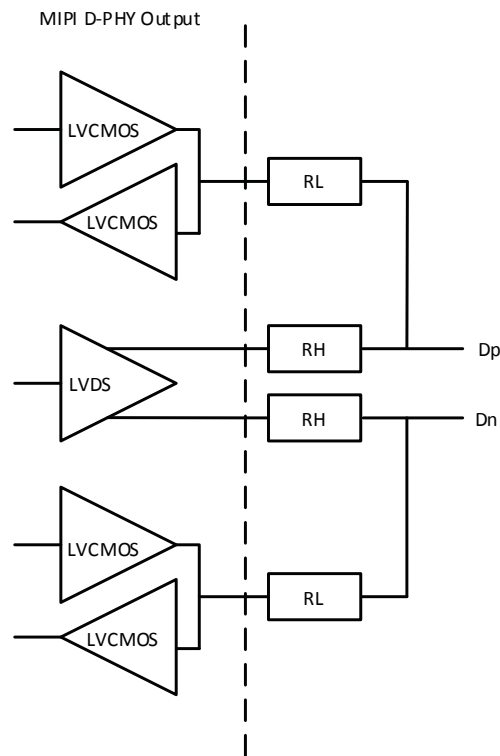 MIPI D-PHY Output
LVCMOS
RL
LVCMOS
RH
Dp
LVDS
RH
Dn
LVCMOS
RL
LVCMOS